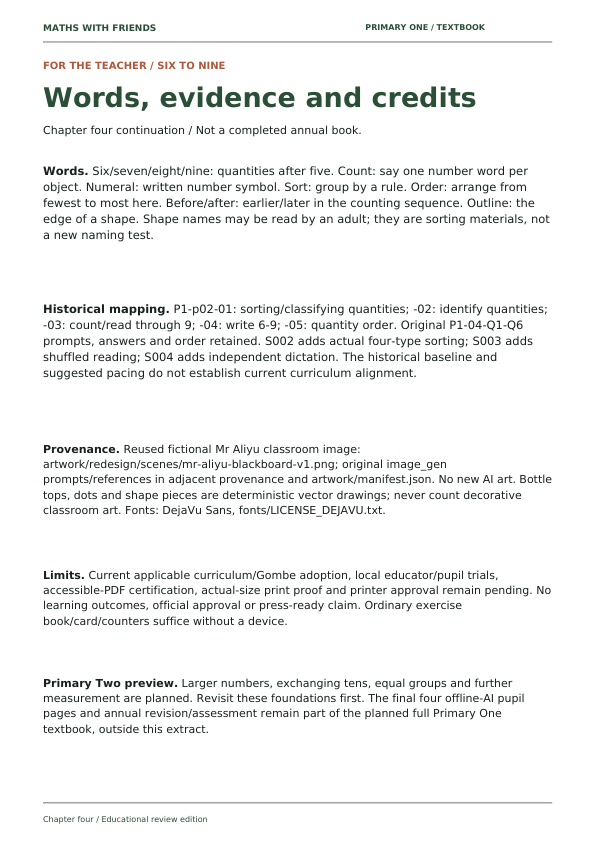 MATHS WITH FRIENDS
PRIMARY ONE / TEXTBOOK
FOR THE TEACHER / SIX TO NINE
Words, evidence and credits
Chapter four continuation / Not a completed annual book.
Words. Six/seven/eight/nine: quantities after five. Count: say one number word per
object. Numeral: written number symbol. Sort: group by a rule. Order: arrange from
fewest to most here. Before/after: earlier/later in the counting sequence. Outline: the
edge of a shape. Shape names may be read by an adult; they are sorting materials, not
a new naming test.
Historical mapping. P1-p02-01: sorting/classifying quantities; -02: identify quantities;
-03: count/read through 9; -04: write 6-9; -05: quantity order. Original P1-04-Q1-Q6
prompts, answers and order retained. S002 adds actual four-type sorting; S003 adds
shuffled reading; S004 adds independent dictation. The historical baseline and
suggested pacing do not establish current curriculum alignment.
Provenance. Reused fictional Mr Aliyu classroom image:
artwork/redesign/scenes/mr-aliyu-blackboard-v1.png; original image_gen
prompts/references in adjacent provenance and artwork/manifest.json. No new AI art. Bottle
tops, dots and shape pieces are deterministic vector drawings; never count decorative
classroom art. Fonts: DejaVu Sans, fonts/LICENSE_DEJAVU.txt.
Limits. Current applicable curriculum/Gombe adoption, local educator/pupil trials,
accessible-PDF certification, actual-size print proof and printer approval remain pending. No
learning outcomes, official approval or press-ready claim. Ordinary exercise
book/card/counters suffice without a device.
Primary Two preview. Larger numbers, exchanging tens, equal groups and further
measurement are planned. Revisit these foundations first. The final four offline-AI pupil
pages and annual revision/assessment remain part of the planned full Primary One
textbook, outside this extract.
Chapter four / Educational review edition